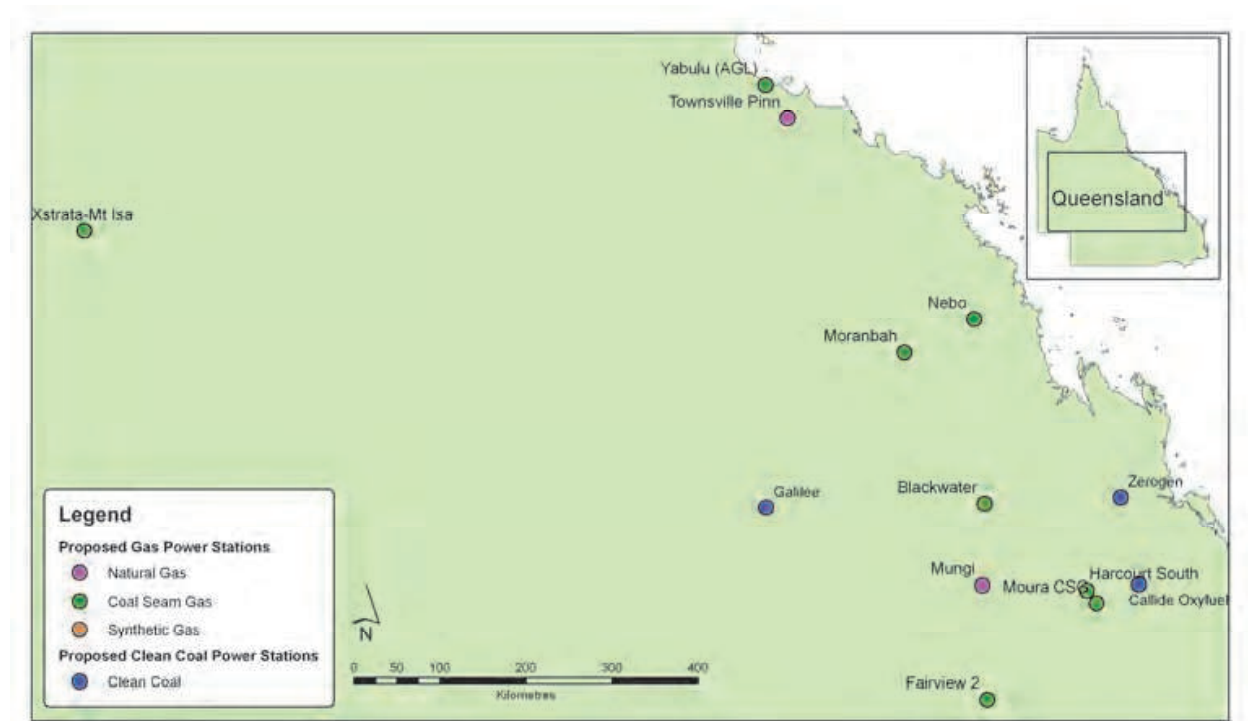 Yabulu (AGL)
Townsville Pinn
Queensland
Xstrata-Mt Isa
Nebo
Moranbah
Galilee
Blackwater
Zerogen
Mungi
Moura CSG
Harcourt South
Callide Oxyfuel
Fairview 2
Legend
Proposed Gas Power Stations
Natural Gas
Coal Seam Gas
Synthetic Gas
Proposed Clean Coal Power Stations
Clean Coal
N
0 50 100 200 300 400
Kilometres